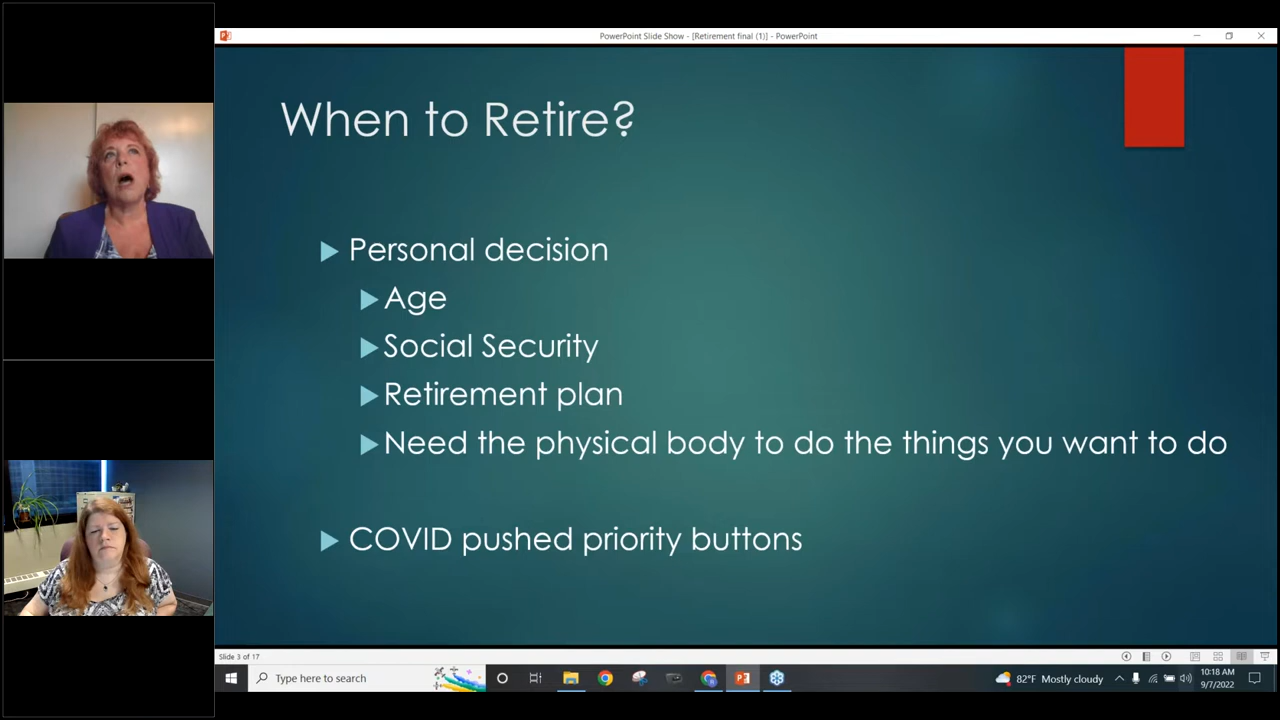 PowerPoint Slide Show - [Retirement final (1)] - PowerPoint
When to Retire?
Personal decision
Age
Social Security
Retirement plan
Need the physical body to do the things you want to do
COVID pushed priority buttons
Slide 3 of 17
Type here to search
82°F Mostly cloudy
10:18 AM
9/7/2022